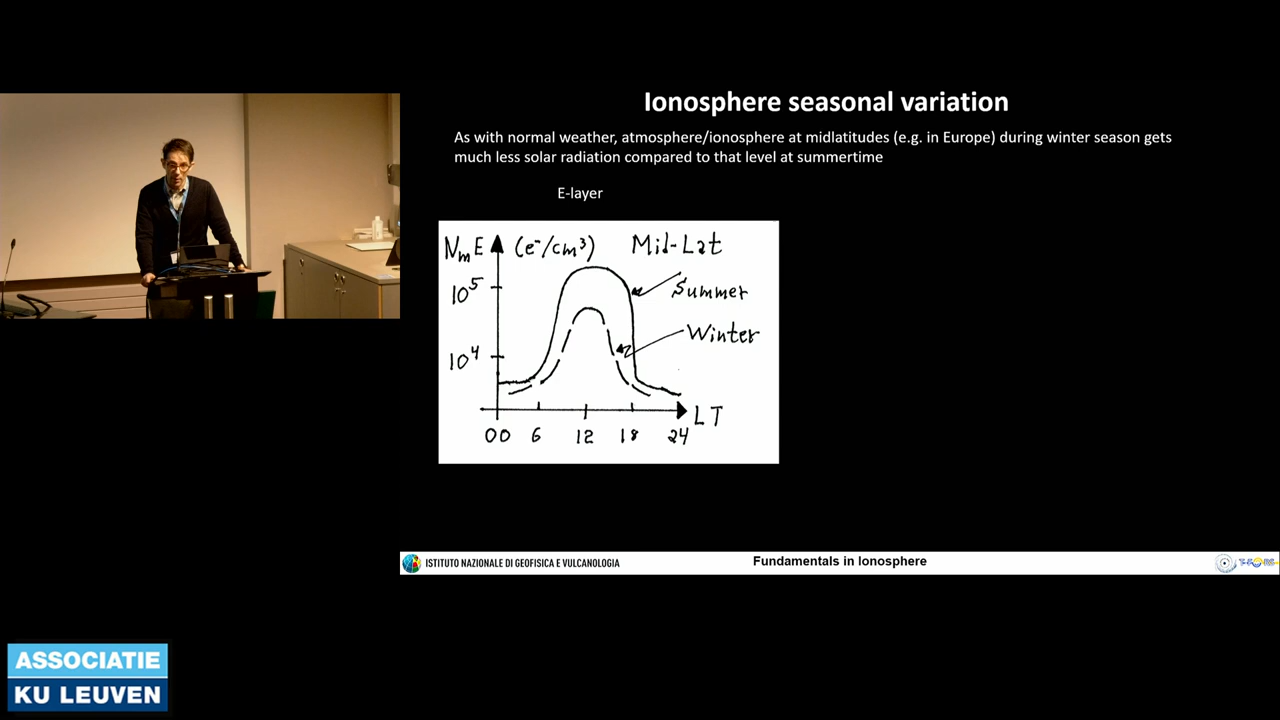 Ionosphere seasonal variation
As with normal weather, atmosphere/ionosphere at midlatitudes (e.g. in Europe) during winter season gets
much less solar radiation compared to that level at summertime
E-layer
NmE (e⁻/cm³) Mid-Lat
10⁵
Summer
Winter
10⁴
LT
00 6 12 18 24
ISTITUTO NAZIONALE DI GEOFISICA E VULCANOLOGIA
Fundamentals in Ionosphere
ASSOCIATIE
KU LEUVEN